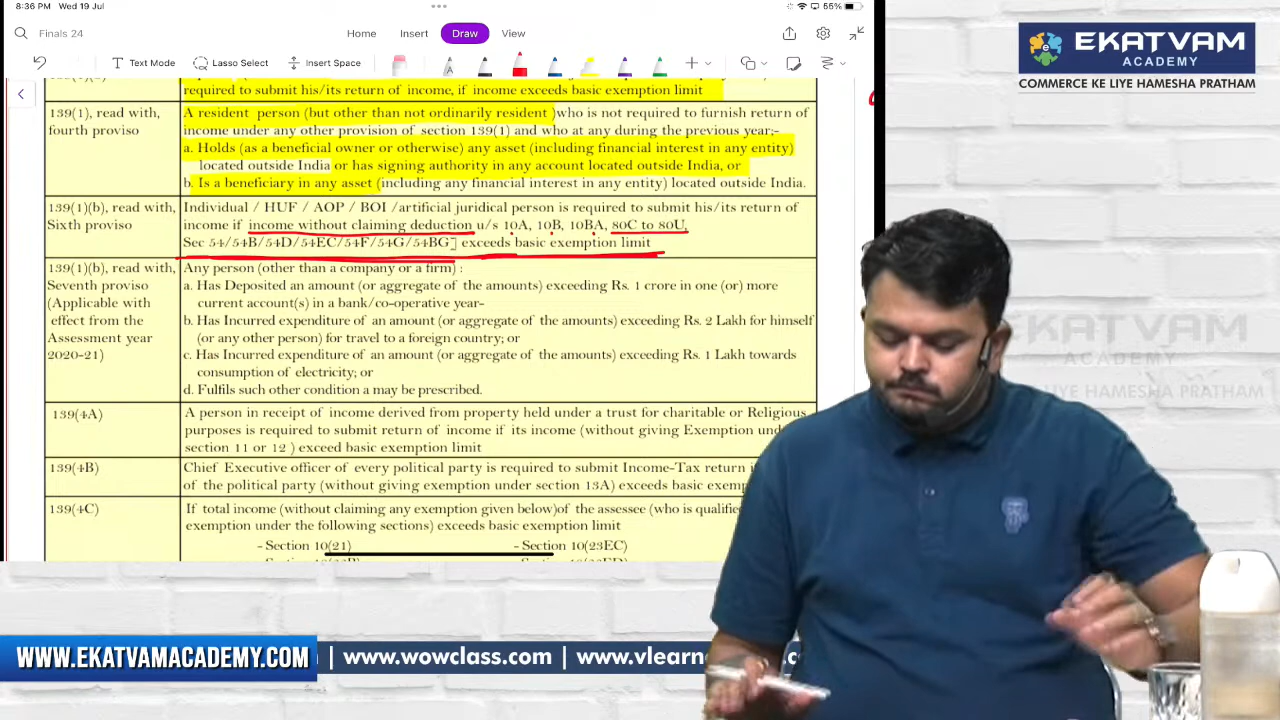 8:36 PM Wed 19 Jul
55%
Finals 24
Home Insert Draw View
Text Mode Lasso Select Insert Space
required to submit his/its return of income, if income exceeds basic exemption limit
139(1), read with, fourth proviso
A resident person (but other than not ordinarily resident ) who is not required to furnish return of
income under any other provision of section 139(1) and who at any during the previous year;-
a. Holds (as a beneficial owner or otherwise) any asset (including financial interest in any entity)
located outside India or has signing authority in any account located outside India, or
b. Is a beneficiary in any asset (including any financial interest in any entity) located outside India.
139(1)(b), read with, Sixth proviso
Individual / HUF / AOP / BOI /artificial juridical person is required to submit his/its return of
income if income without claiming deduction u/s 10A, 10B, 10BA, 80C to 80U,
Sec 54/54B/54D/54EC/54F/54G/54BG] exceeds basic exemption limit
139(1)(b), read with,
Seventh proviso
(Applicable with
effect from the
Assessment year
2020-21)
Any person (other than a company or a firm) :
a. Has Deposited an amount (or aggregate of the amounts) exceeding Rs. 1 crore in one (or) more
current account(s) in a bank/co-operative year-
b. Has Incurred expenditure of an amount (or aggregate of the amounts) exceeding Rs. 2 Lakh for himself
(or any other person) for travel to a foreign country; or
c. Has Incurred expenditure of an amount (or aggregate of the amounts) exceeding Rs. 1 Lakh towards
consumption of electricity; or
d. Fulfils such other condition a may be prescribed.
139(4A)
A person in receipt of income derived from property held under a trust for charitable or Religious
purposes is required to submit return of income if its income (without giving Exemption und
section 11 or 12 ) exceed basic exemption limit
139(4B)
Chief Executive officer of every political party is required to submit Income-Tax return i
of the political party (without giving exemption under section 13A) exceeds basic exemp
139(4C)
If total income (without claiming any exemption given below)of the assessee (who is qualified
exemption under the following sections) exceeds basic exemption limit
- Section 10(21) - Section 10(23EC)
EKATVAM
ACADEMY
COMMERCE KE LIYE HAMESHA PRATHAM
EKATVAM
ACADEMY
LIYE HAMESHA PRATHAM
WWW.EKATVAMACADEMY.COM | www.wowclass.com | www.vlearn